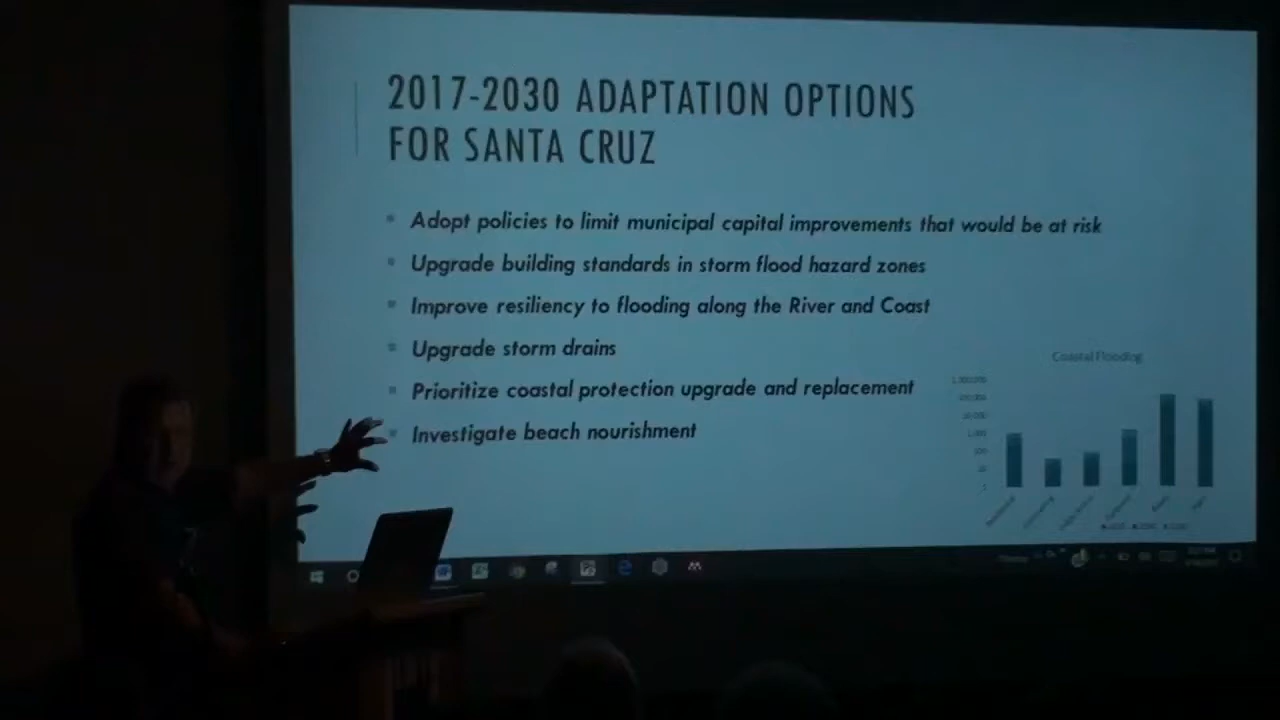 2017-2030 ADAPTATION OPTIONS
FOR SANTA CRUZ
Adopt policies to limit municipal capital improvements that would be at risk
Upgrade building standards in storm flood hazard zones
Improve resiliency to flooding along the River and Coast
Upgrade storm drains
Prioritize coastal protection upgrade and replacement
Investigate beach nourishment
Coastal Flooding